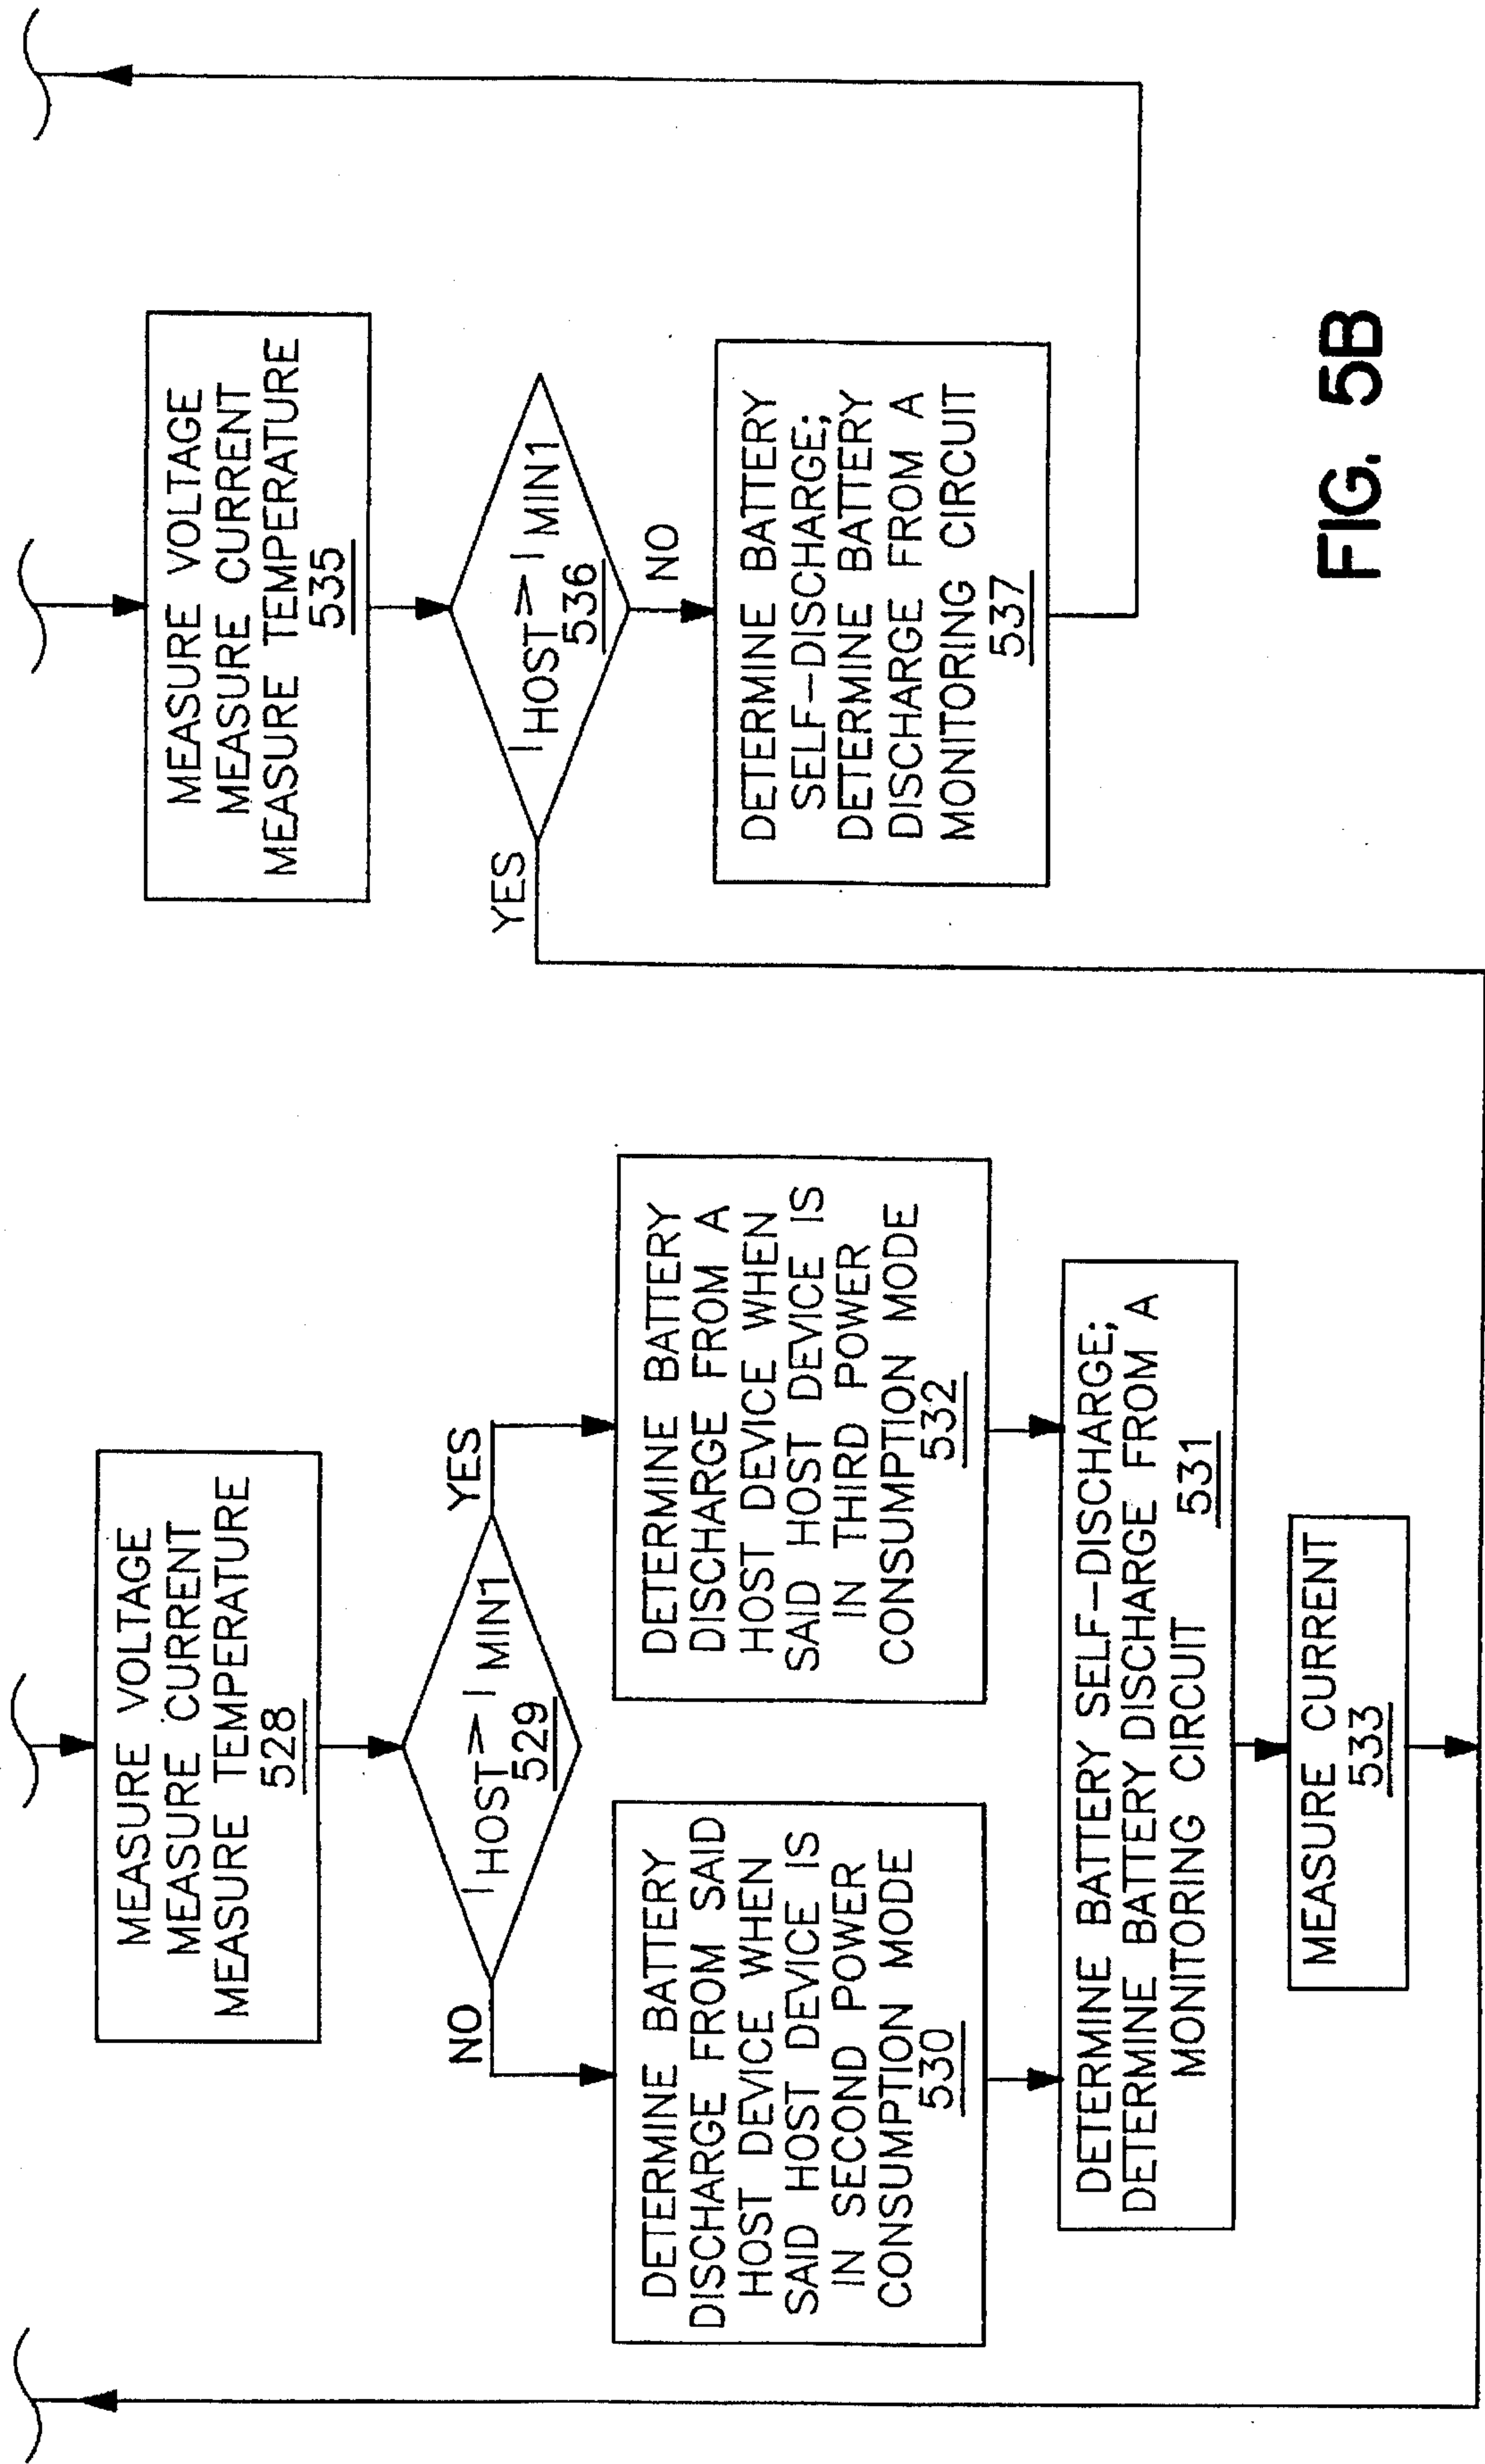 MEASURE VOLTAGE
MEASURE CURRENT
MEASURE TEMPERATURE
528
I HOST > I MIN1
529
NO
YES
DETERMINE BATTERY
DISCHARGE FROM SAID
HOST DEVICE WHEN
SAID HOST DEVICE IS
IN SECOND POWER
CONSUMPTION MODE
530
DETERMINE BATTERY
DISCHARGE FROM A
HOST DEVICE WHEN
SAID HOST DEVICE IS
IN THIRD POWER
CONSUMPTION MODE
532
DETERMINE BATTERY SELF-DISCHARGE;
DETERMINE BATTERY DISCHARGE FROM A
MONITORING CIRCUIT 531
MEASURE CURRENT
533
MEASURE VOLTAGE
MEASURE CURRENT
MEASURE TEMPERATURE
535
YES
I HOST > I MIN1
536
NO
DETERMINE BATTERY
SELF-DISCHARGE;
DETERMINE BATTERY
DISCHARGE FROM A
MONITORING CIRCUIT
537
FIG. 5B